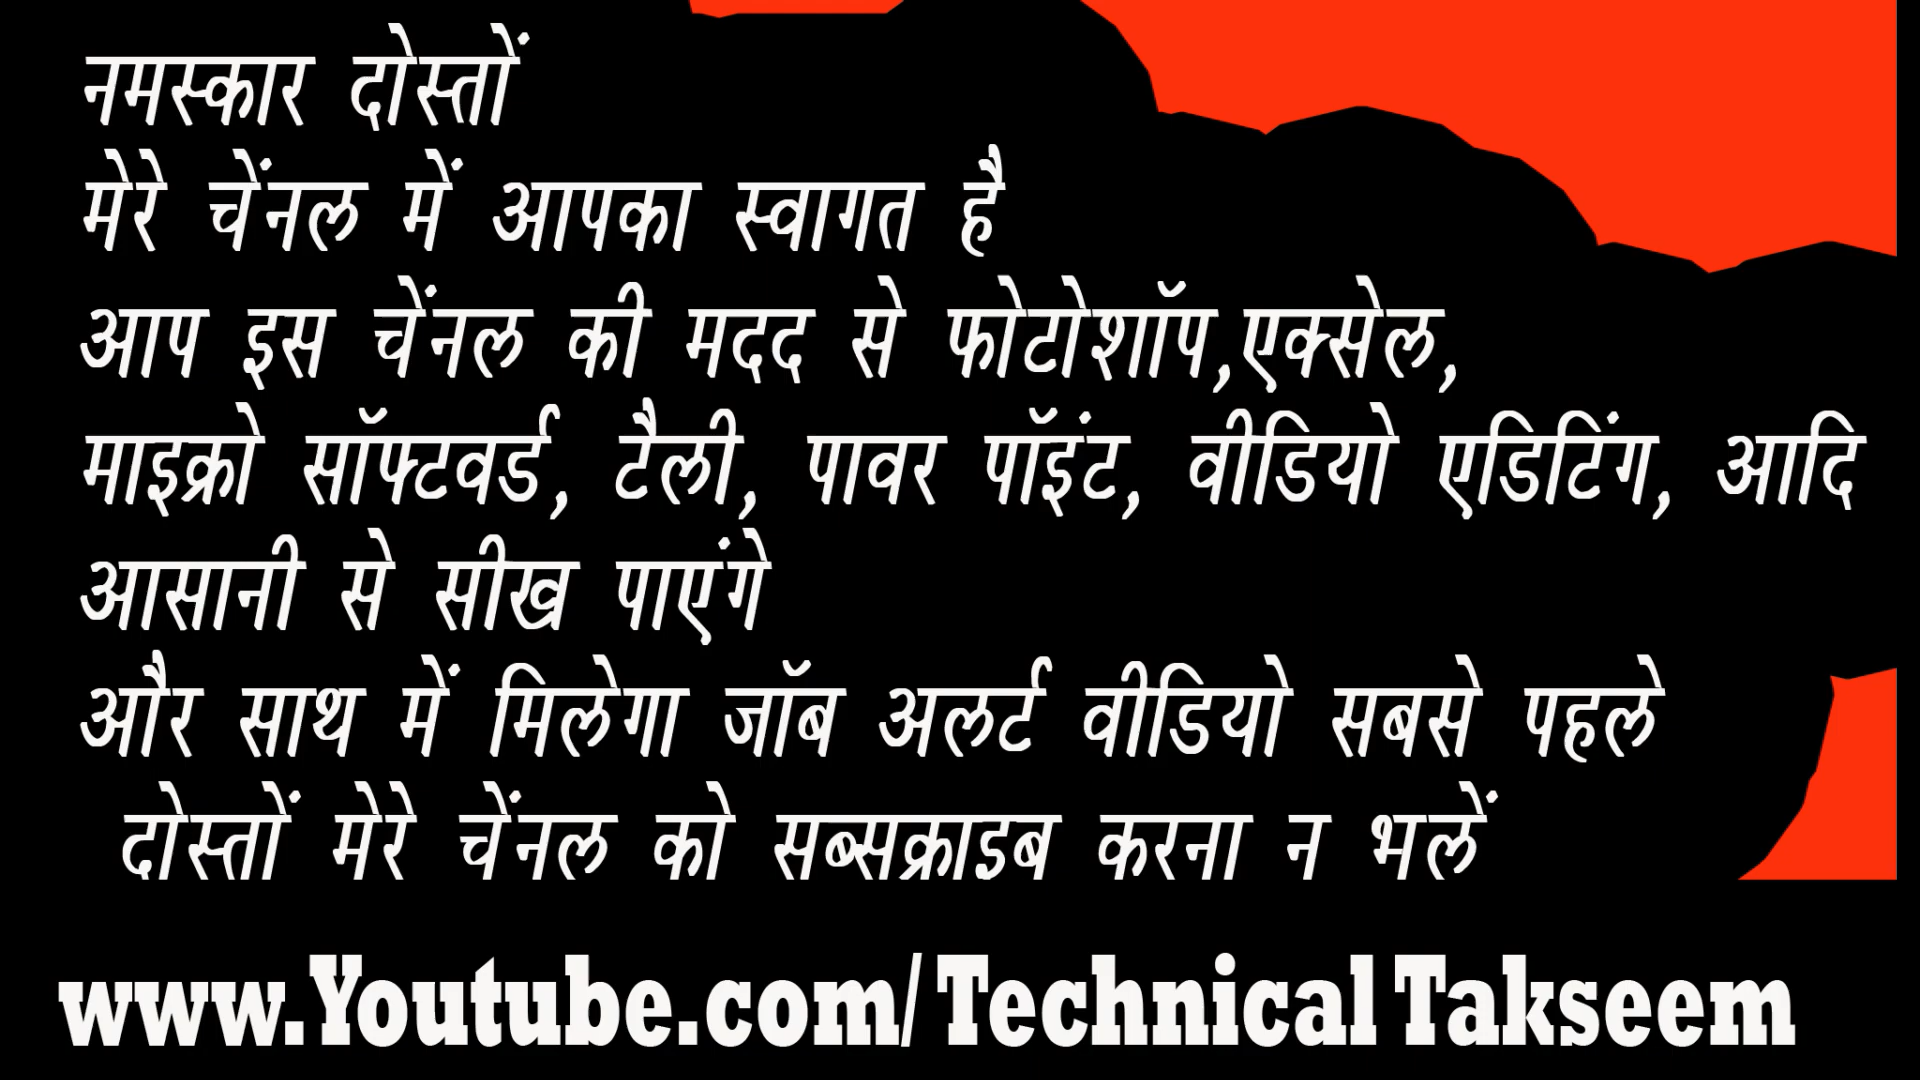 नमस्कार दोस्तों
मेरे चेंनल में आपका स्वागत है
आप इस चेंनल की मदद से फोटोशॉप,एक्सेल,
माइक्रो सॉफ्टवर्ड, टैली, पावर पॉइंट, वीडियो एडिटिंग, आदि
आसानी से सीख पाएंगे
और साथ में मिलेगा जॉब अलर्ट वीडियो सबसे पहले
दोस्तों मेरे चेंनल को सब्सक्राइब करना न भलें
www.Youtube.com/Technical Takseem